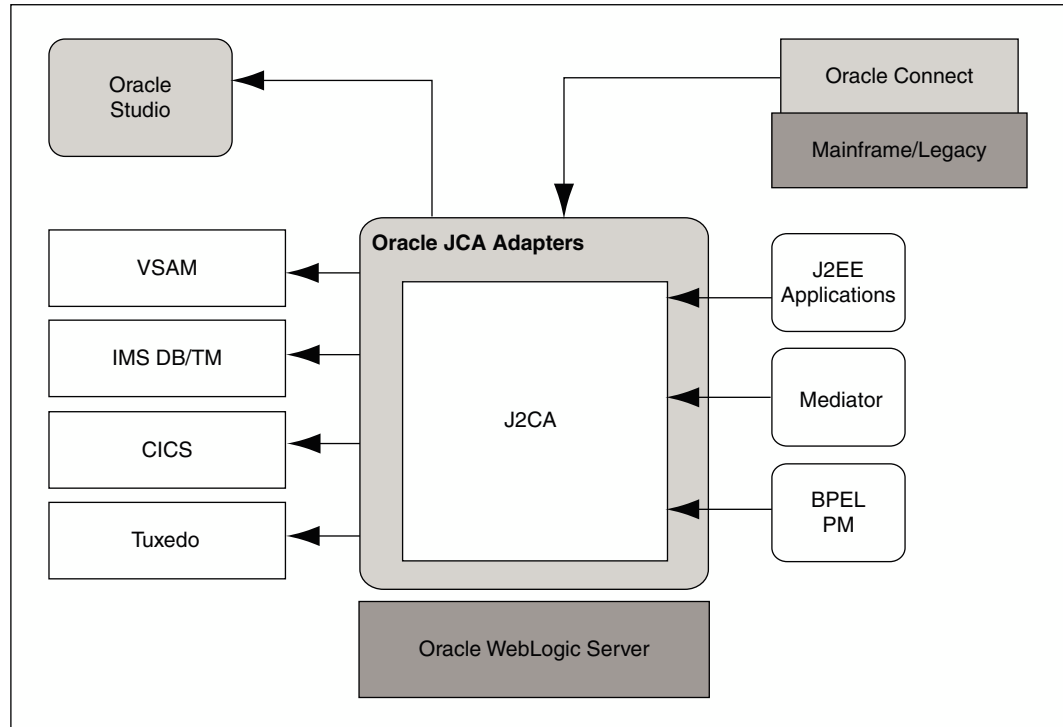 Oracle
Studio
Oracle Connect
Mainframe/Legacy
Oracle JCA Adapters
VSAM
IMS DB/TM
CICS
Tuxedo
J2CA
J2EE
Applications
Mediator
BPEL
PM
Oracle WebLogic Server